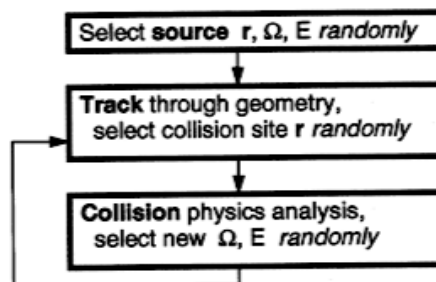 Select source r, Ω, E randomly
Track through geometry,
select collision site r randomly
Collision physics analysis,
select new Ω, E randomly